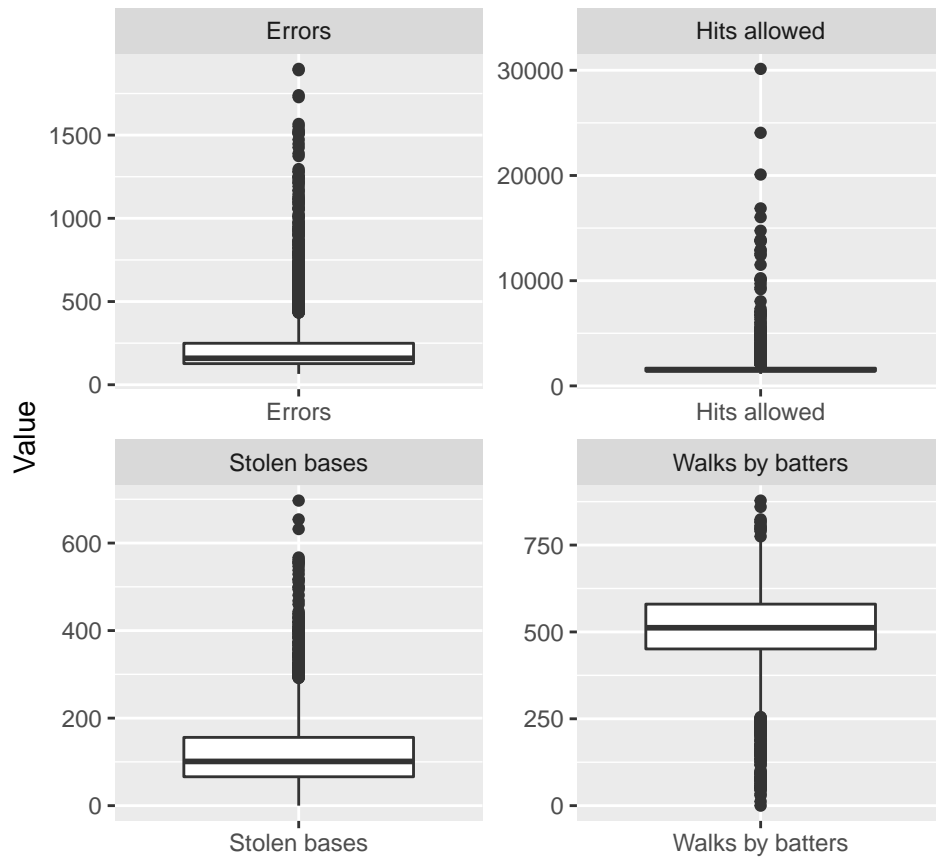 Errors
Hits allowed
1500
1000
500
0
Errors
30000
20000
10000
0
Hits allowed
Value
Stolen bases
Walks by batters
600
400
200
0
Stolen bases
750
500
250
0
Walks by batters